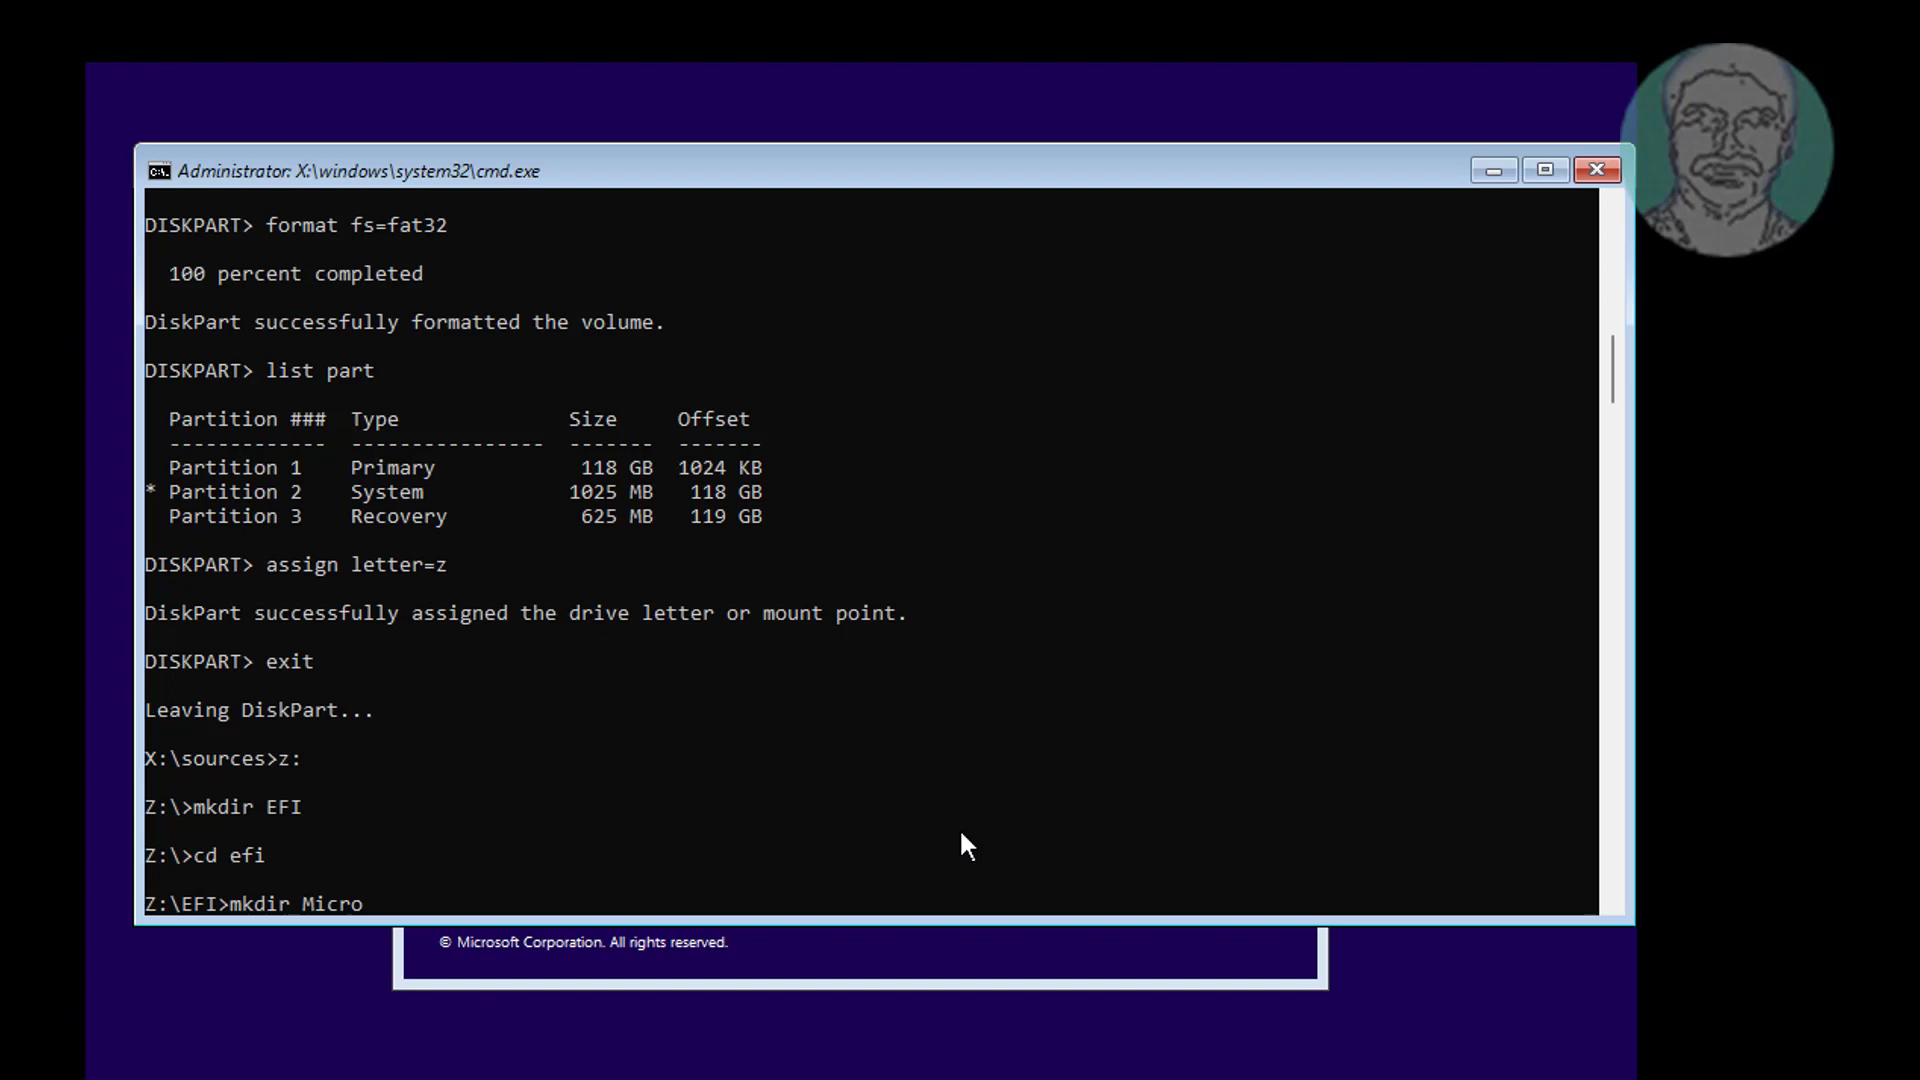 Administrator: X:\windows\system32\cmd.exe
DISKPART> format fs=fat32
100 percent completed
DiskPart successfully formatted the volume.
DISKPART> list part
Partition ### Type Size Offset
------------- ---------------- ------- -------
Partition 1 Primary 118 GB 1024 KB
* Partition 2 System 1025 MB 118 GB
Partition 3 Recovery 625 MB 119 GB
DISKPART> assign letter=z
DiskPart successfully assigned the drive letter or mount point.
DISKPART> exit
Leaving DiskPart...
X:\sources>z:
Z:\>mkdir EFI
Z:\>cd efi
Z:\EFI>mkdir Micro
© Microsoft Corporation. All rights reserved.